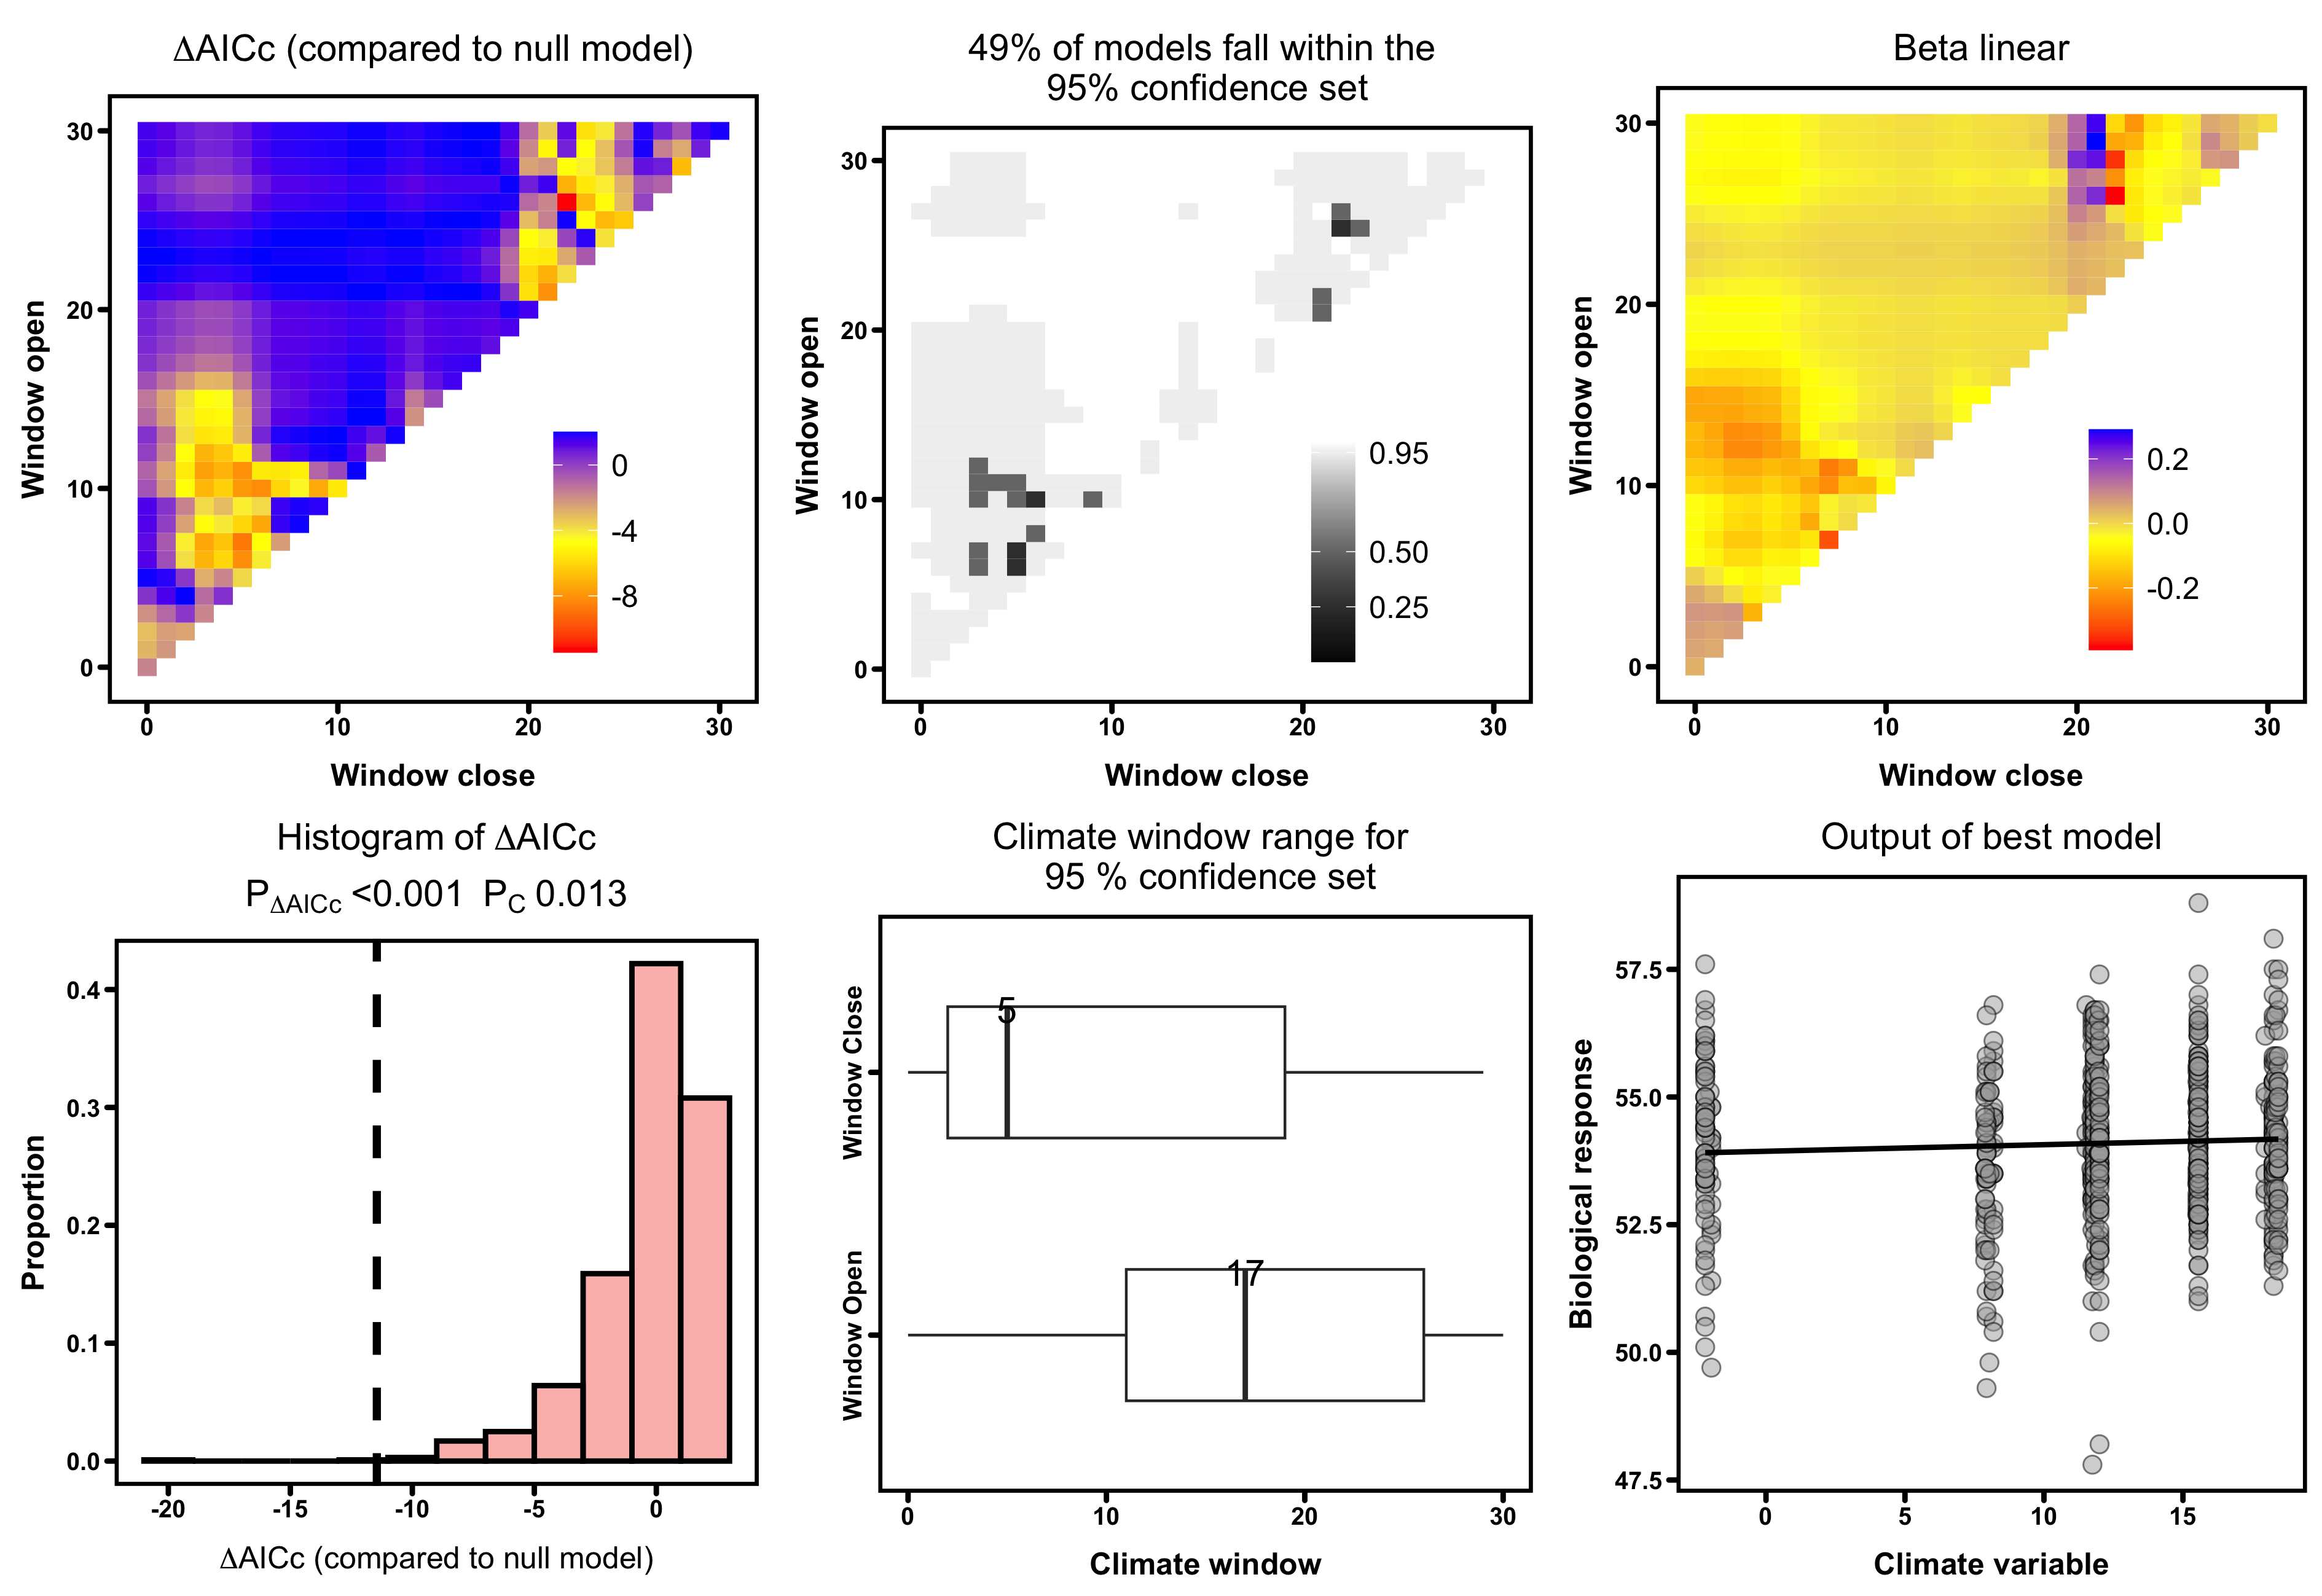 ΔAICc (compared to null model)
Window open
30
20
10
0
0
-4
-8
0 10 20 30
Window close
49% of models fall within the
95% confidence set
Window open
30
20
10
0
0.95
0.50
0.25
0 10 20 30
Window close
Beta linear
Window open
30
20
10
0
0.2
0.0
-0.2
0 10 20 30
Window close
Histogram of ΔAICc
PΔAICc <0.001 PC 0.013
Proportion
0.4
0.3
0.2
0.1
0.0
-20 -15 -10 -5 0
ΔAICc (compared to null model)
Climate window range for
95 % confidence set
Window Close
5
Window Open
17
0 10 20 30
Climate window
Output of best model
Biological response
57.5
55.0
52.5
50.0
47.5
0 5 10 15
Climate variable